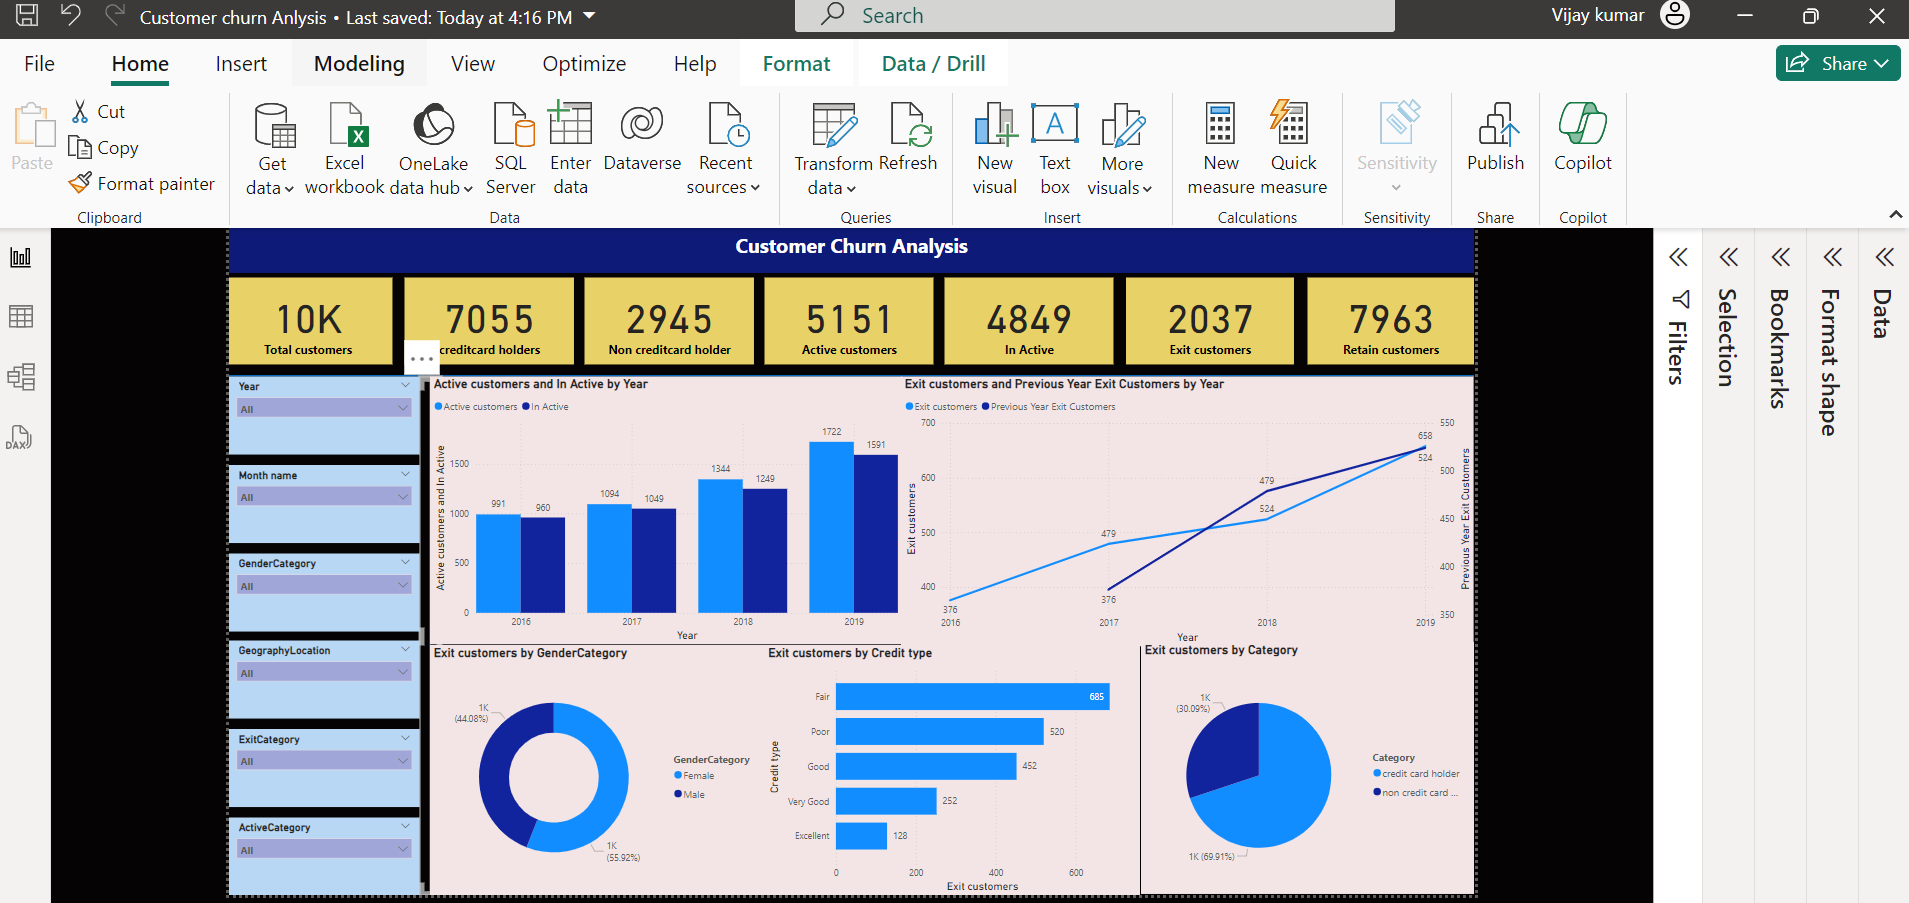 Customer churn Anlysis • Last saved: Today at 4:16 PM
Search
Vijay kumar
File Home Insert Modeling View Optimize Help Format Data / Drill
Share
Paste
Cut
Copy
Format painter
Clipboard
Get data
Excel workbook
OneLake data hub
SQL Server
Enter data
Dataverse
Recent sources
Data
Transform data
Refresh
Queries
New visual
Text box
More visuals
Insert
New measure
Quick measure
Calculations
Sensitivity
Sensitivity
Publish
Share
Copilot
Copilot
DAX
Customer Churn Analysis
10K
Total customers
7055
creditcard holders
2945
Non creditcard holder
5151
Active customers
4849
In Active
2037
Exit customers
7963
Retain customers
Year
All
Month name
All
GenderCategory
All
GeographyLocation
All
ExitCategory
All
ActiveCategory
All
Active customers and In Active by Year
Active customers In Active
Active customers and In Active
1500
1000
500
0
991
960
1094
1049
1344
1249
1722
1591
2016 2017 2018 2019
Year
Exit customers and Previous Year Exit Customers by Year
Exit customers Previous Year Exit Customers
Exit customers
700
600
500
400
376
479
524
658
376
479
524
550
500
450
400
350
Previous Year Exit Customers
2016 2017 2018 2019
Year
Exit customers by GenderCategory
1K
(44.08%)
1K
(55.92%)
GenderCategory
Female
Male
Exit customers by Credit type
Credit type
Fair 685
Poor 520
Good 452
Very Good 252
Excellent 128
0 200 400 600
Exit customers
Exit customers by Category
1K
(30.09%)
1K (69.91%)
Category
credit card holder
non credit card ...
Filters
Selection
Bookmarks
Format shape
Data